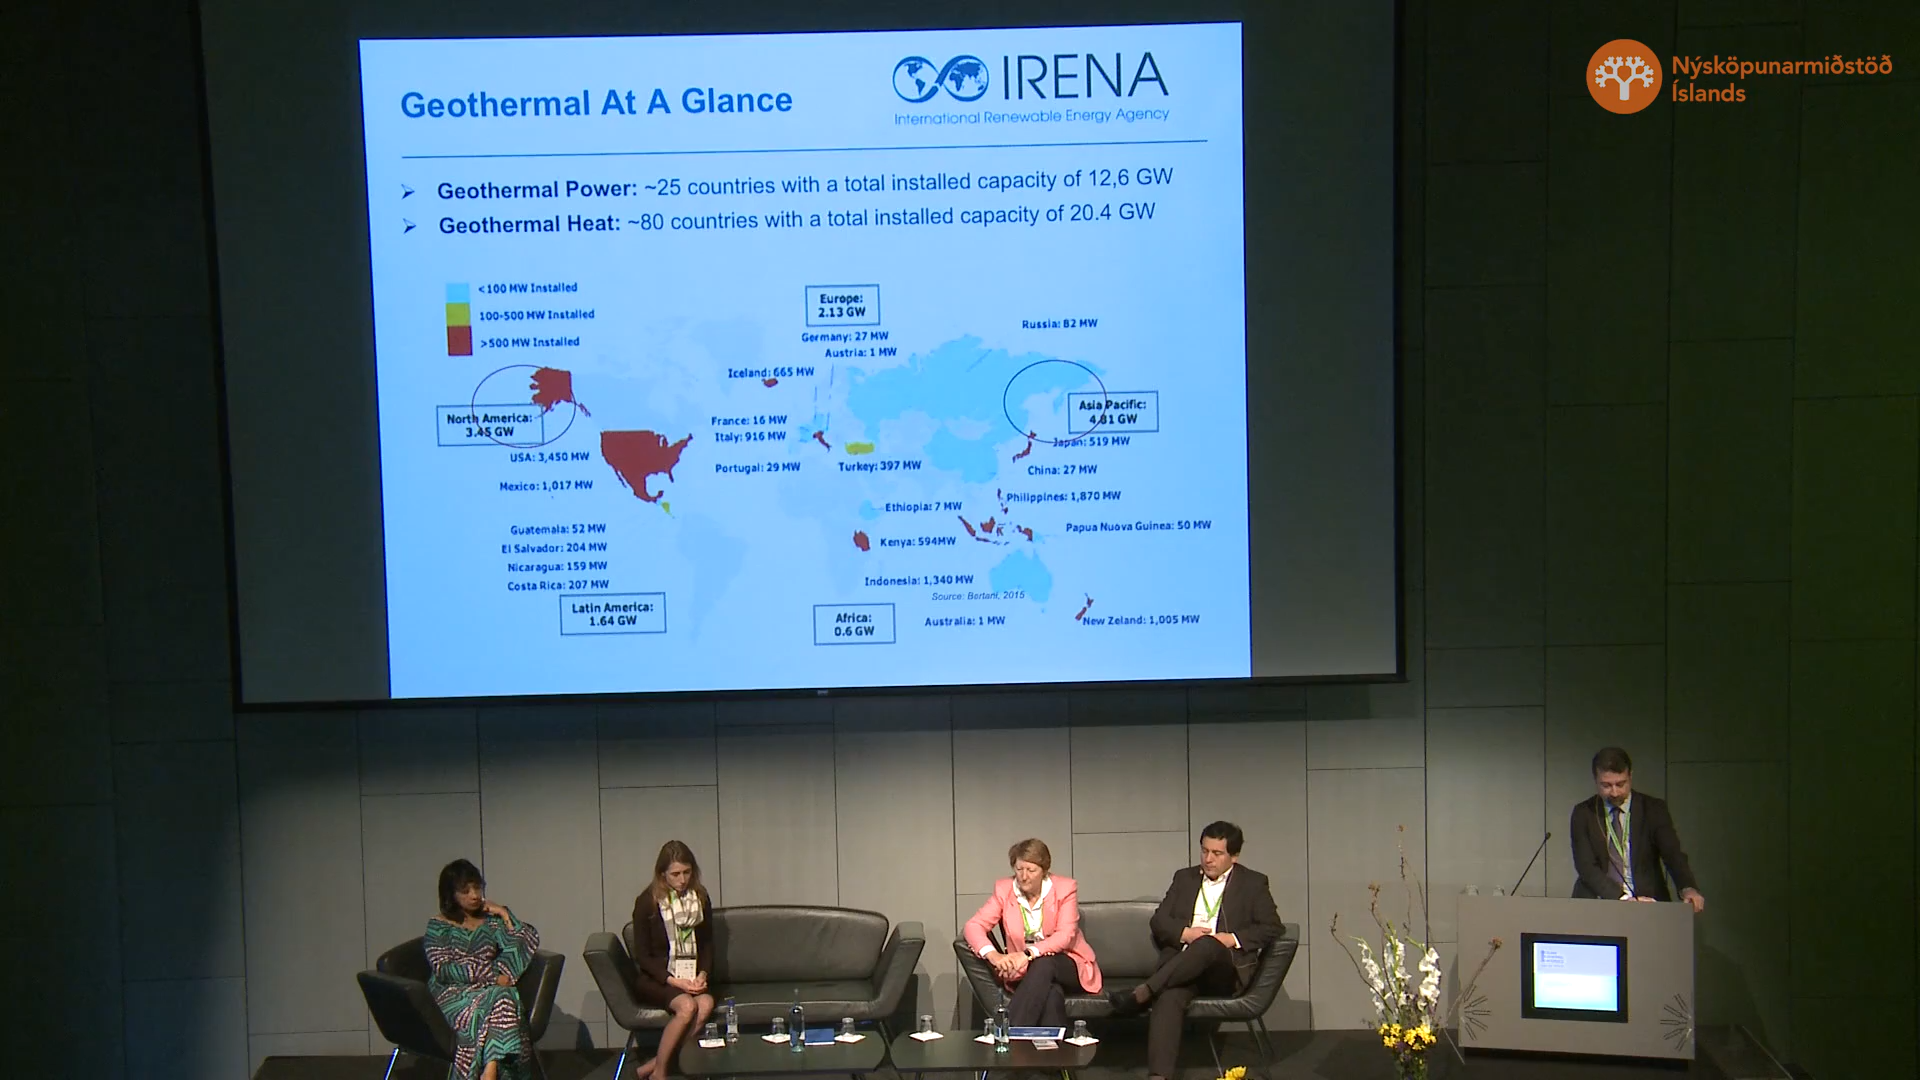 Nýsköpunarmiðstöð
Íslands
Geothermal At A Glance
IRENA
International Renewable Energy Agency
➢ Geothermal Power: ~25 countries with a total installed capacity of 12,6 GW
➢ Geothermal Heat: ~80 countries with a total installed capacity of 20.4 GW
<100 MW Installed
100-500 MW Installed
>500 MW Installed
Europe:
2.13 GW
Germany: 27 MW
Austria: 1 MW
Russia: 82 MW
Iceland: 665 MW
North America:
3.45 GW
Asia Pacific:
4.81 GW
France: 16 MW
Italy: 916 MW
Japan: 519 MW
USA: 3,450 MW
Portugal: 29 MW
Turkey: 397 MW
China: 27 MW
Mexico: 1,017 MW
Philippines: 1,870 MW
Ethiopia: 7 MW
Papua Nuova Guinea: 50 MW
Guatemala: 52 MW
El Salvador: 204 MW
Nicaragua: 159 MW
Costa Rica: 207 MW
Kenya: 594MW
Indonesia: 1,340 MW
Source: Bertani, 2015
Latin America:
1.64 GW
Africa:
0.6 GW
Australia: 1 MW
New Zeland: 1,005 MW